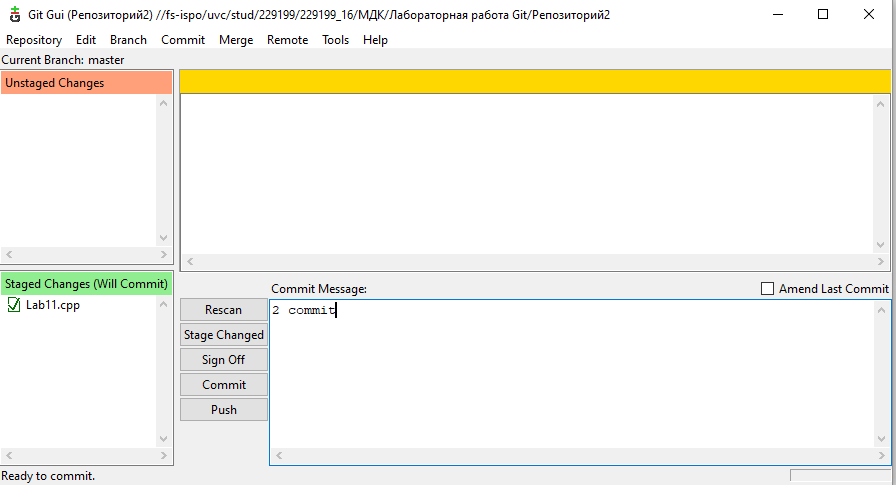 Git Gui (Репозиторий2) //fs-ispo/uvc/stud/229199/229199_16/МДК/Лабораторная работа Git/Репозиторий2
Repository Edit Branch Commit Merge Remote Tools Help
Current Branch: master
Unstaged Changes
Staged Changes (Will Commit)
Lab11.cpp
Rescan
Stage Changed
Sign Off
Commit
Push
Commit Message:
Amend Last Commit
2 commit
Ready to commit.